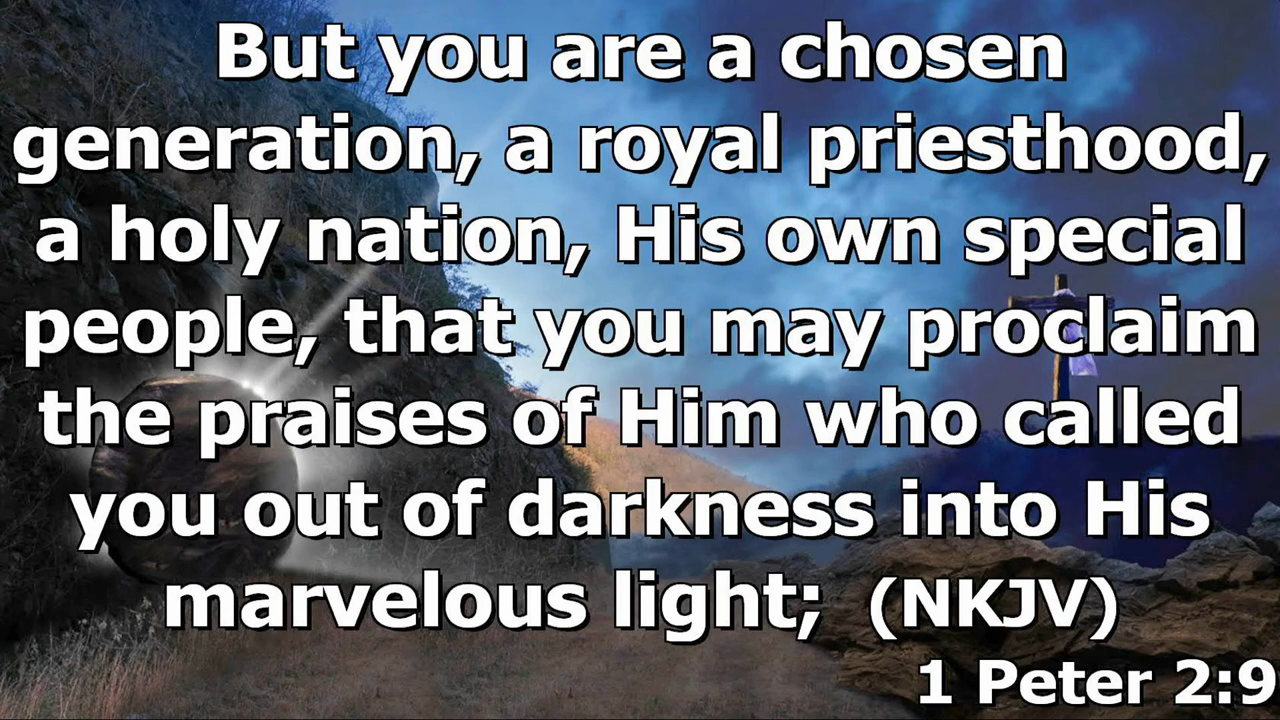 But you are a chosen
generation, a royal priesthood,
a holy nation, His own special
people, that you may proclaim
the praises of Him who called
you out of darkness into His
marvelous light; (NKJV)
1 Peter 2:9